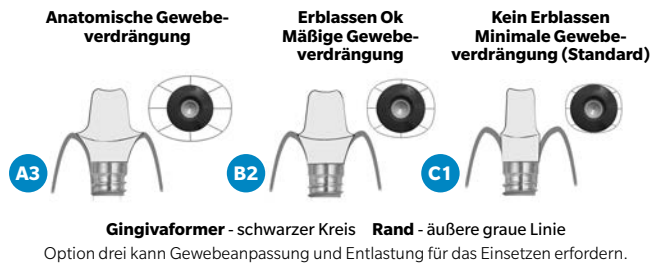 Anatomische Gewebe-
verdrängung
Erblassen Ok
Mäßige Gewebe-
verdrängung
Kein Erblassen
Minimale Gewebe-
verdrängung (Standard)
A3
B2
C1
Gingivaformer - schwarzer Kreis Rand - äußere graue Linie
Option drei kann Gewebeanpassung und Entlastung für das Einsetzen erfordern.